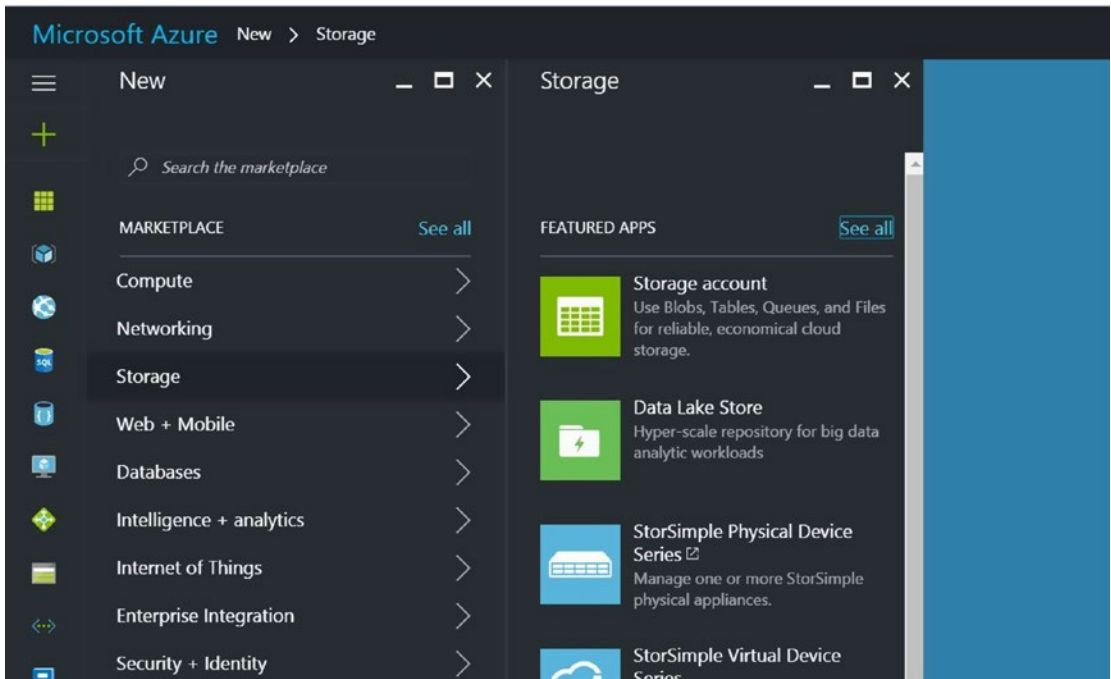 Microsoft Azure New > Storage
New
Search the marketplace
MARKETPLACE See all
Compute
Networking
Storage
Web + Mobile
Databases
Intelligence + analytics
Internet of Things
Enterprise Integration
Security + Identity
Storage
FEATURED APPS See all
Storage account
Use Blobs, Tables, Queues, and Files
for reliable, economical cloud
storage.
Data Lake Store
Hyper-scale repository for big data
analytic workloads
StorSimple Physical Device
Series
Manage one or more StorSimple
physical appliances.
StorSimple Virtual Device
Series
SQL